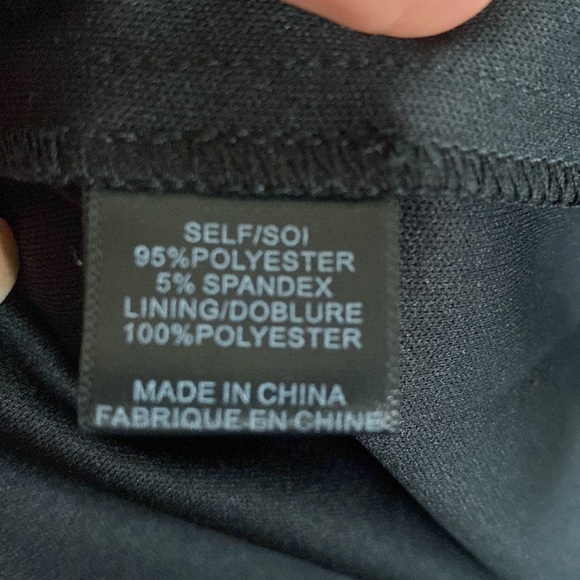 SELF/SOI
95%POLYESTER
5% SPANDEX
LINING/DOBLURE
100%POLYESTER
MADE IN CHINA
FABRIQUE EN CHINE